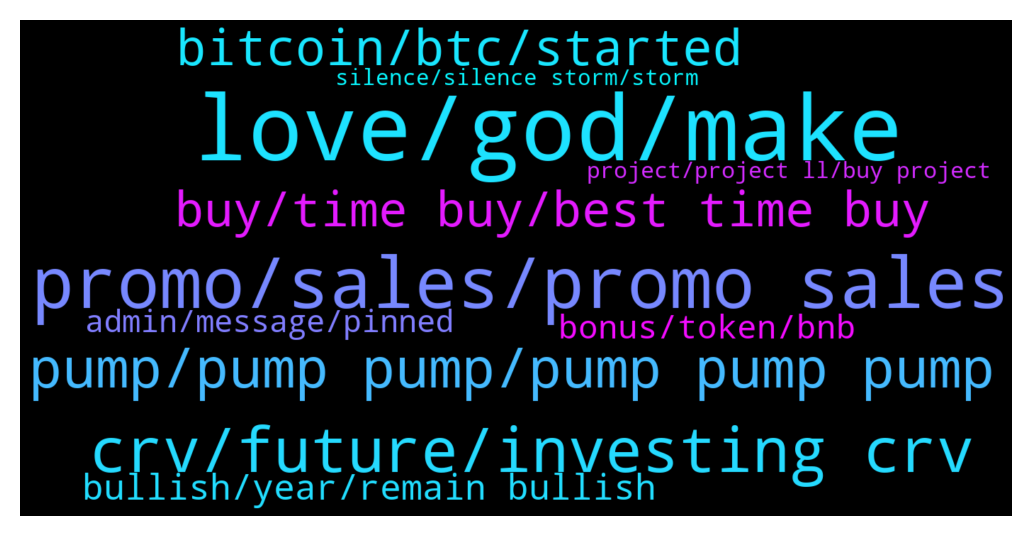 bitcoin/btc/started
silence/silence storm/storm
love/god/make
project/project ll/buy project
buy/time buy/best time buy
promo/sales/promo sales
admin/message/pinned
bonus/token/bnb
pump/pump pump/pump pump pump
crv/future/investing crv
bullish/year/remain bullish